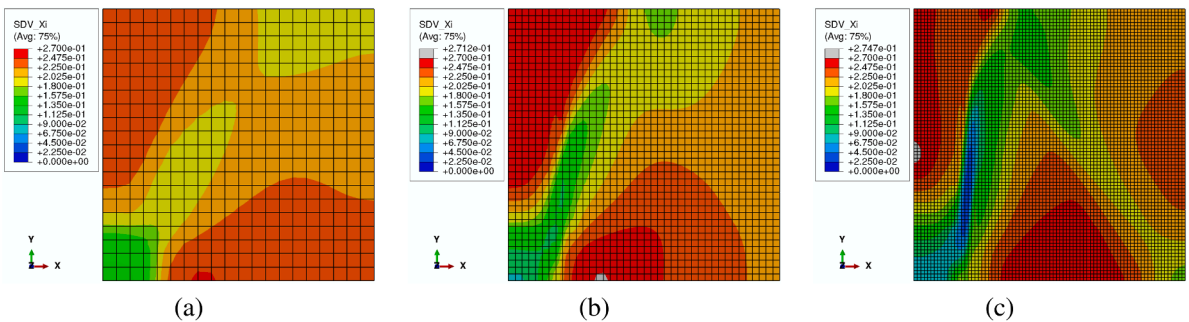 SDV_Xi
(Avg: 75%)
+2.700e-01
+2.475e-01
+2.250e-01
+2.025e-01
+1.800e-01
+1.575e-01
+1.350e-01
+1.125e-01
+9.000e-02
+6.750e-02
+4.500e-02
+2.250e-02
+0.000e+00
Y
Z X
(a)
SDV_Xi
(Avg: 75%)
+2.712e-01
+2.700e-01
+2.475e-01
+2.250e-01
+2.025e-01
+1.800e-01
+1.575e-01
+1.350e-01
+1.125e-01
+9.000e-02
+6.750e-02
+4.500e-02
+2.250e-02
+0.000e+00
Y
Z X
(b)
SDV_Xi
(Avg: 75%)
+2.747e-01
+2.700e-01
+2.475e-01
+2.250e-01
+2.025e-01
+1.800e-01
+1.575e-01
+1.350e-01
+1.125e-01
+9.000e-02
+6.750e-02
+4.500e-02
+2.250e-02
+0.000e+00
Y
Z X
(c)